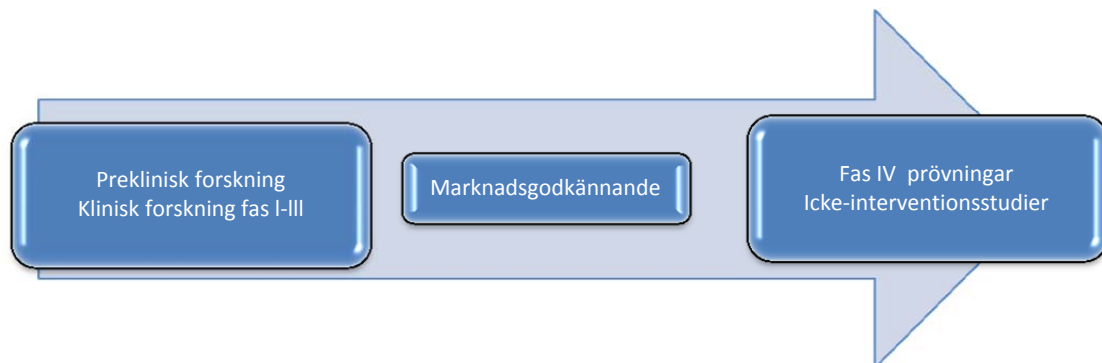 Preklinisk forskning
Klinisk forskning fas I-III
Marknadsgodkännande
Fas IV  prövningar
Icke-interventionsstudier